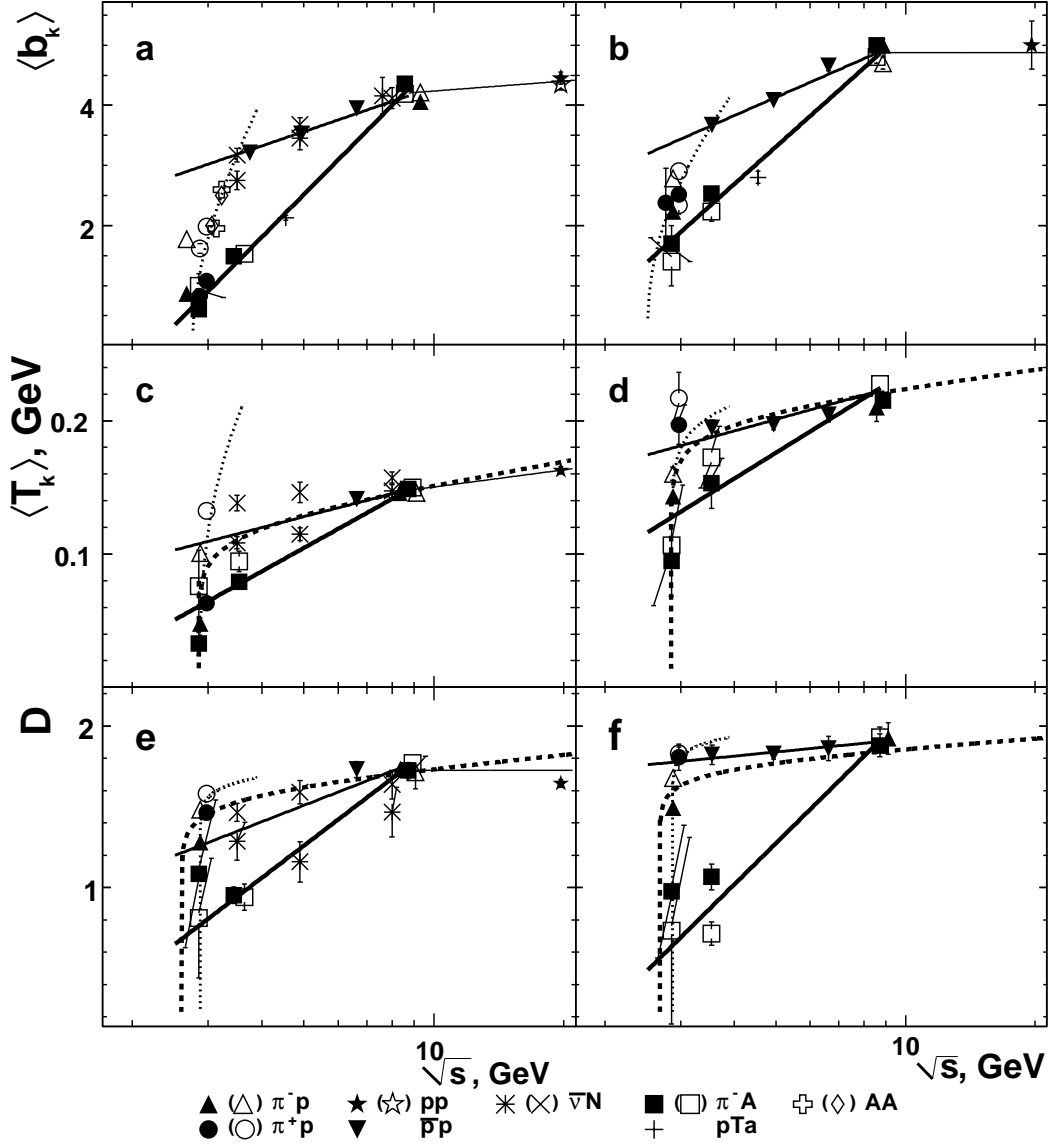 ⟨b_k⟩
a
b
4
2
⟨T_k⟩, GeV
c
d
0.2
0.1
D
e
f
2
1
10
10
√s, GeV
√s, GeV
▲ (△) π⁻p ★ (☆) pp ✳ (×) ν̅N ■ (□) π⁻A ✚ (◇) AA
● (○) π⁺p ▼ p̅p + pTa